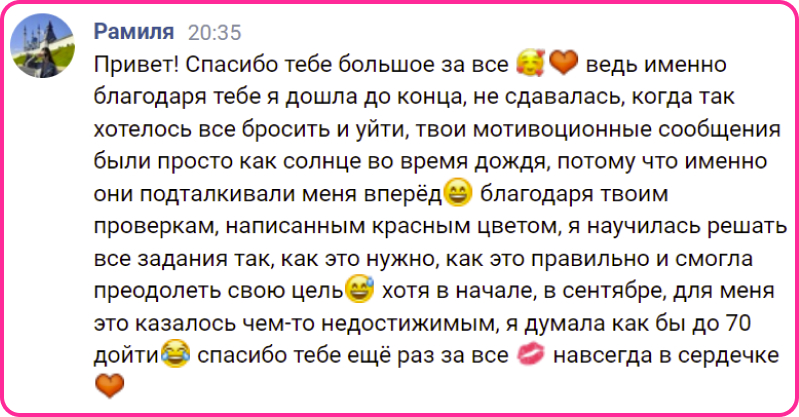 Рамиля 20:35
Привет! Спасибо тебе большое за все 🥰🧡 ведь именно
благодаря тебе я дошла до конца, не сдавалась, когда так
хотелось все бросить и уйти, твои мотивоционные сообщения
были просто как солнце во время дождя, потому что именно
они подталкивали меня вперёд😄 благодаря твоим
проверкам, написанным красным цветом, я научилась решать
все задания так, как это нужно, как это правильно и смогла
преодолеть свою цель😅 хотя в начале, в сентябре, для меня
это казалось чем-то недостижимым, я думала как бы до 70
дойти😂 спасибо тебе ещё раз за все 💋 навсегда в сердечке
🧡